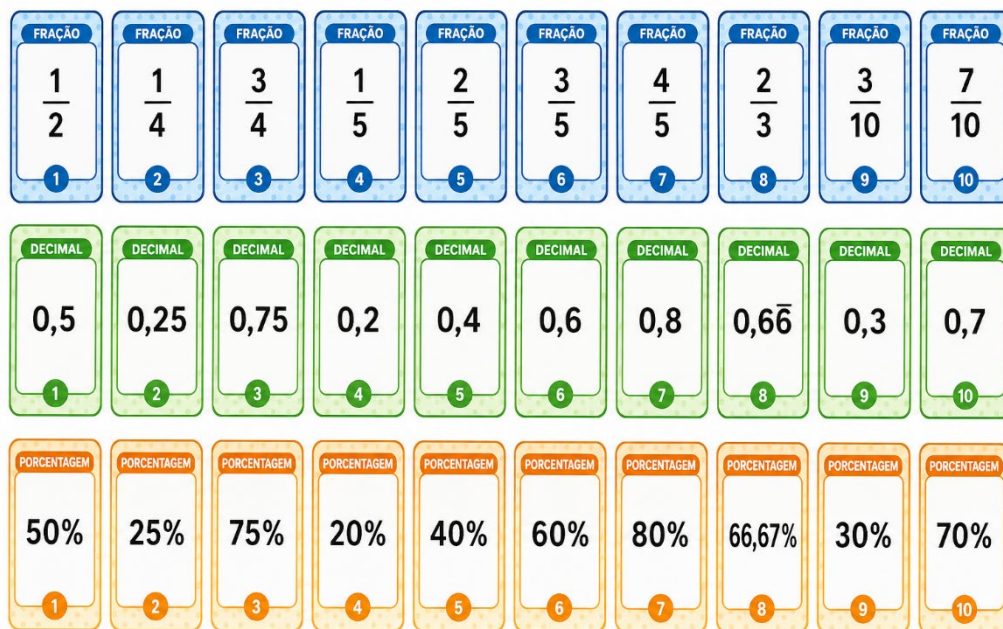 FRAÇÃO FRAÇÃO FRAÇÃO FRAÇÃO FRAÇÃO FRAÇÃO FRAÇÃO FRAÇÃO FRAÇÃO FRAÇÃO
1/2 1/4 3/4 1/5 2/5 3/5 4/5 2/3 3/10 7/10
1 2 3 4 5 6 7 8 9 10
DECIMAL DECIMAL DECIMAL DECIMAL DECIMAL DECIMAL DECIMAL DECIMAL DECIMAL DECIMAL
0,5 0,25 0,75 0,2 0,4 0,6 0,8 0,66̅ 0,3 0,7
1 2 3 4 5 6 7 8 9 10
PORCENTAGEM PORCENTAGEM PORCENTAGEM PORCENTAGEM PORCENTAGEM PORCENTAGEM PORCENTAGEM PORCENTAGEM PORCENTAGEM PORCENTAGEM
50% 25% 75% 20% 40% 60% 80% 66,67% 30% 70%
1 2 3 4 5 6 7 8 9 10